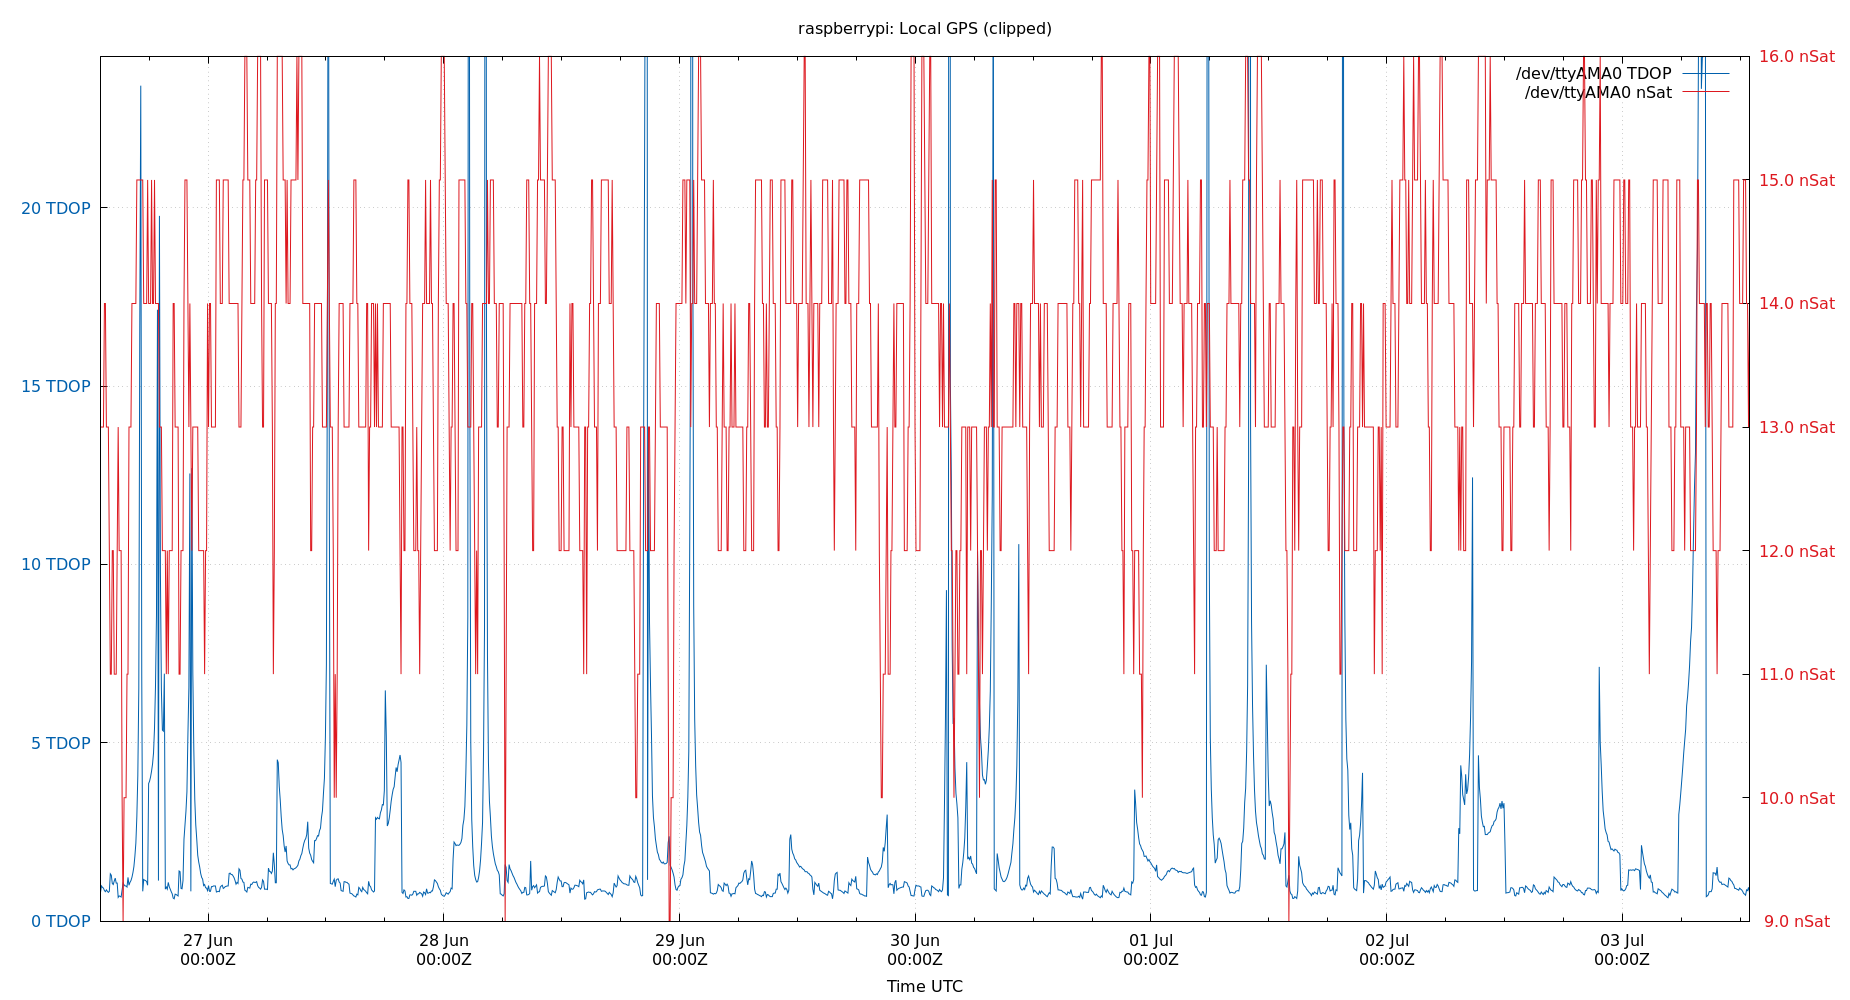 raspberrypi: Local GPS (clipped)
16.0 nSat
/dev/ttyAMA0 TDOP
/dev/ttyAMA0 nSat
15.0 nSat
20 TDOP
14.0 nSat
15 TDOP
13.0 nSat
12.0 nSat
10 TDOP
11.0 nSat
5 TDOP
10.0 nSat
0 TDOP
9.0 nSat
27 Jun 28 Jun 29 Jun 30 Jun 01 Jul 02 Jul 03 Jul
00:00Z 00:00Z 00:00Z 00:00Z 00:00Z 00:00Z 00:00Z
Time UTC